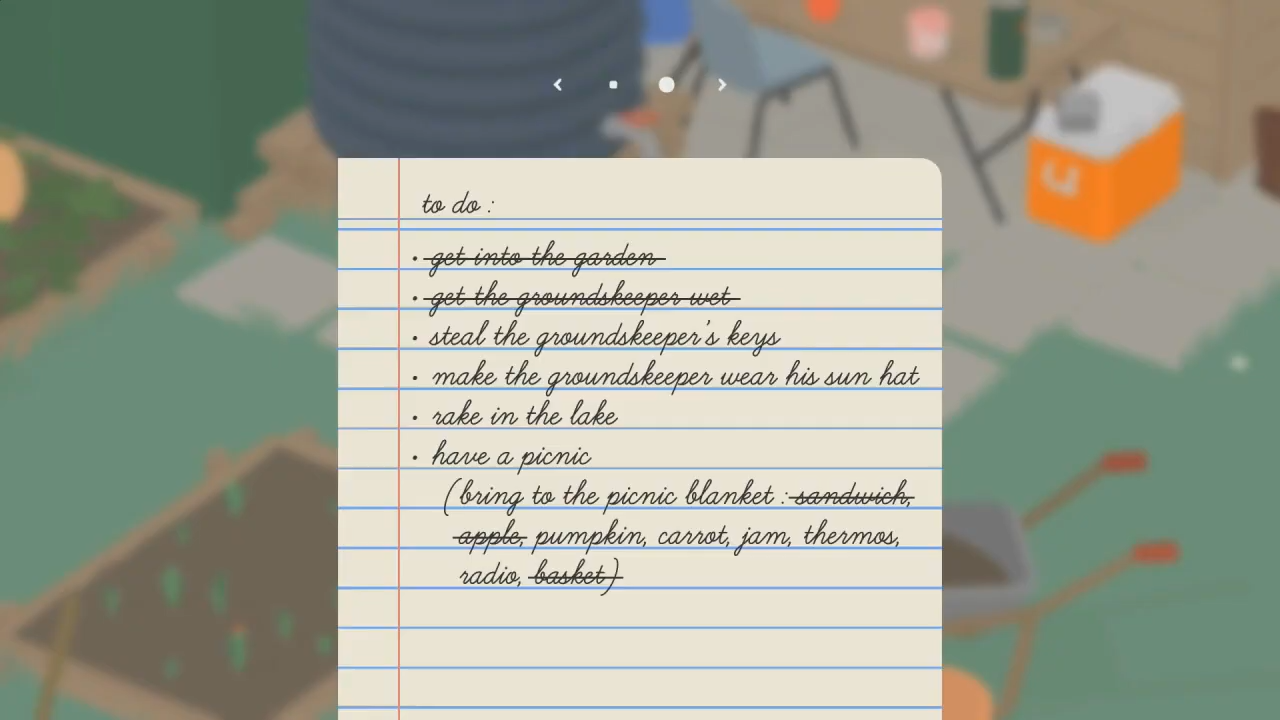 to do :
• get into the garden
• get the groundskeeper wet
• steal the groundskeeper's keys
• make the groundskeeper wear his sun hat
• rake in the lake
• have a picnic
(bring to the picnic blanket : sandwich,
apple, pumpkin, carrot, jam, thermos,
radio, basket)